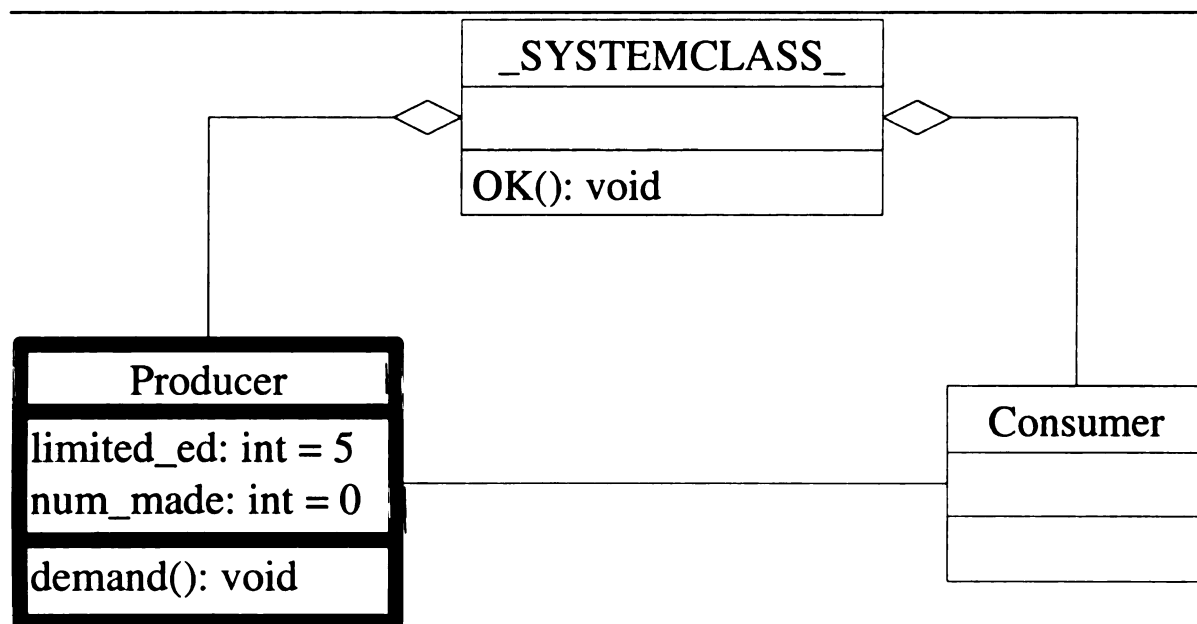 _SYSTEMCLASS_
OK(): void
Producer
limited_ed: int = 5
num_made: int = 0
demand(): void
Consumer